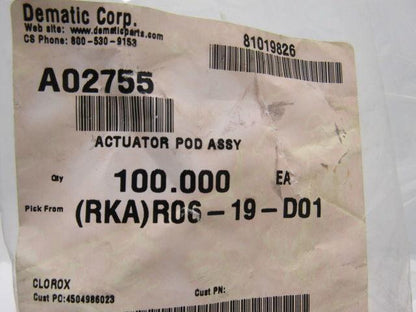 Dematic Corp.
Web site: www.dematicparts.com
CS Phone: 800-530-9153
81019826
A02755
ACTUATOR POD ASSY
Qty 100.000 EA
Pick From (RKA)R06-19-D01
CLOROX
Cust PO:4504986023 Cust PN: